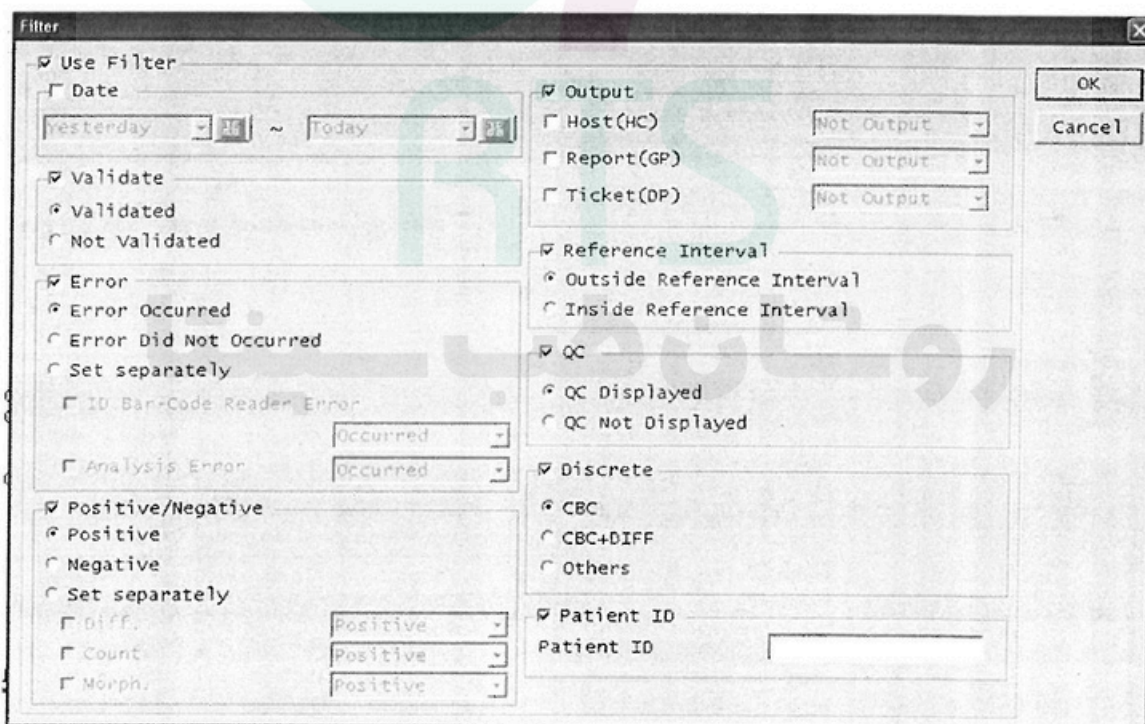 Filter
Use Filter
Date
Yesterday ~ Today
Validate
Validated
Not Validated
Error
Error Occurred
Error Did Not Occurred
Set separately
ID Bar-Code Reader Error
Occurred
Analysis Error Occurred
Positive/Negative
Positive
Negative
Set separately
Diff. Positive
Count Positive
Morph. Positive
Output
Host(HC) Not Output
Report(GP) Not Output
Ticket(DP) Not Output
Reference Interval
Outside Reference Interval
Inside Reference Interval
QC
QC Displayed
QC Not Displayed
Discrete
CBC
CBC+DIFF
Others
Patient ID
Patient ID
OK
Cancel
RTS